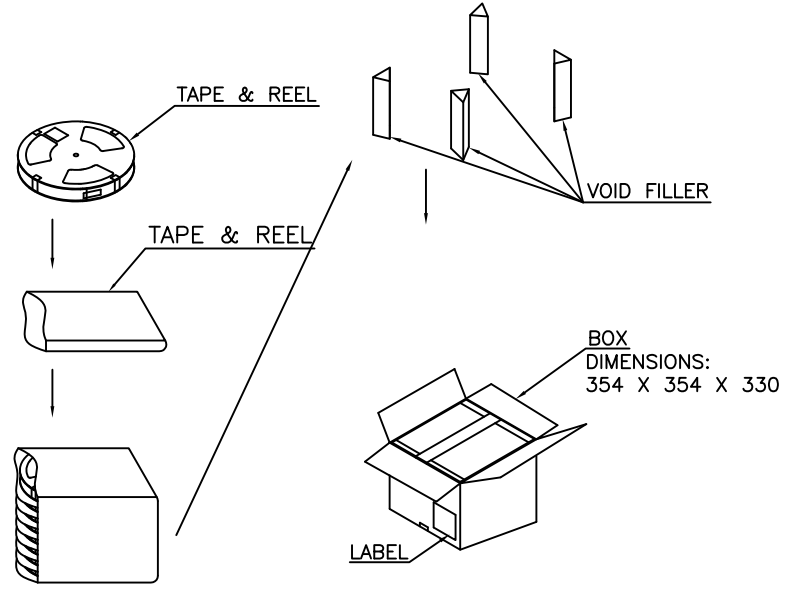 TAPE & REEL
VOID FILLER
TAPE & REEL
BOX
DIMENSIONS:
354 X 354 X 330
LABEL